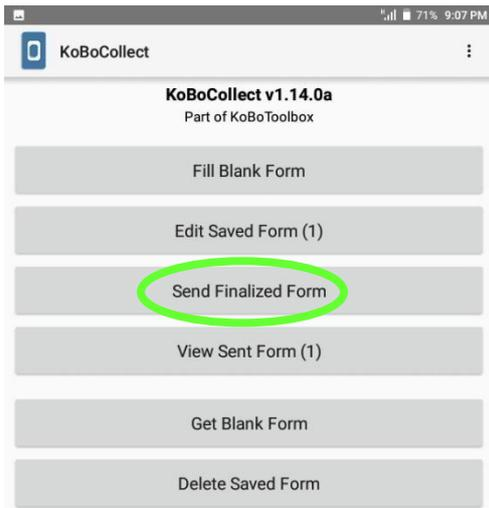 71% 9:07 PM
KoBoCollect
KoBoCollect v1.14.0a
Part of KoBoToolbox
Fill Blank Form
Edit Saved Form (1)
Send Finalized Form
View Sent Form (1)
Get Blank Form
Delete Saved Form